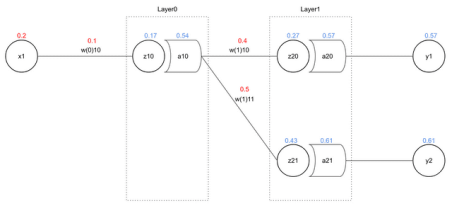 Layer0
Layer1
0.2
0.1
0.17
0.54
0.4
0.27
0.57
0.57
x1
w(0)10
z10
a10
w(1)10
z20
a20
y1
0.5
w(1)11
0.43
0.61
0.61
z21
a21
y2